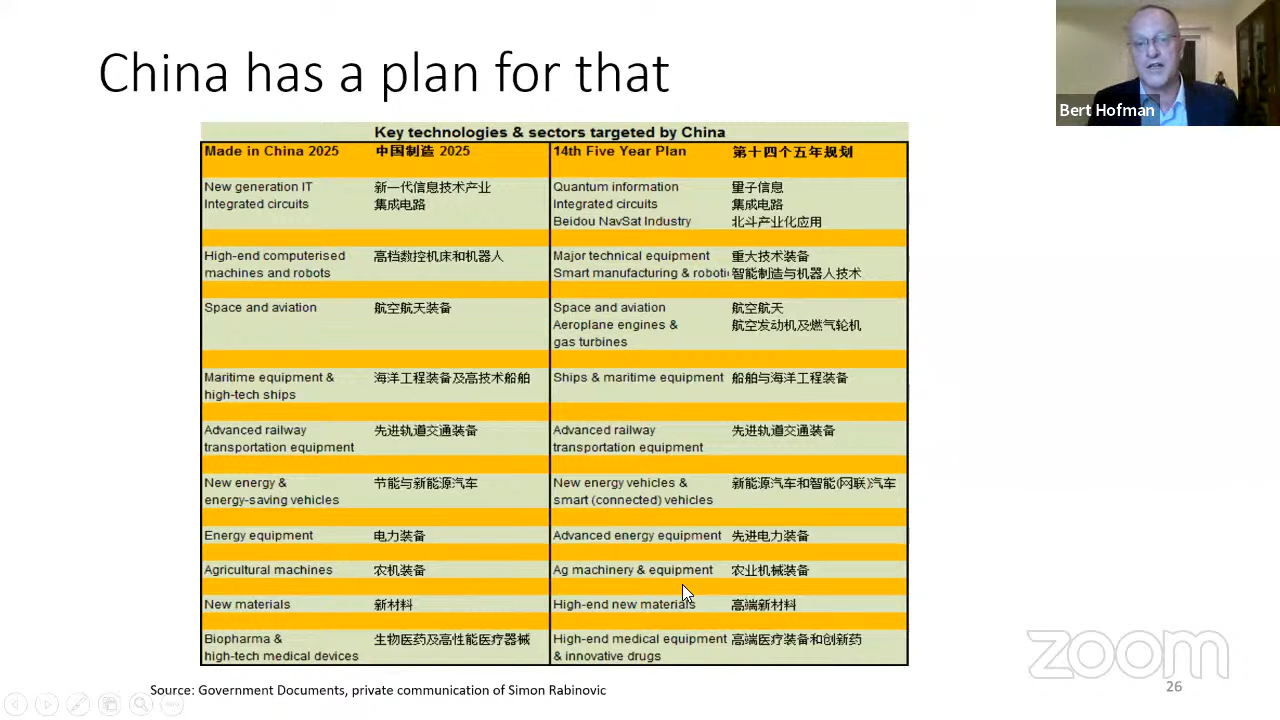 China has a plan for that
Bert Hofman
Key technologies & sectors targeted by China
Made in China 2025 中国制造 2025 14th Five Year Plan 第十四个五年规划
New generation IT 新一代信息技术产业 Quantum information 量子信息
Integrated circuits 集成电路 Integrated circuits 集成电路
Beidou NavSat Industry 北斗产业化应用
High-end computerised 高档数控机床和机器人 Major technical equipment 重大技术装备
machines and robots Smart manufacturing & roboti 智能制造与机器人技术
Space and aviation 航空航天装备 Space and aviation 航空航天
Aeroplane engines & 航空发动机及燃气轮机
gas turbines
Maritime equipment & 海洋工程装备及高技术船舶 Ships & maritime equipment 船舶与海洋工程装备
high-tech ships
Advanced railway 先进轨道交通装备 Advanced railway 先进轨道交通装备
transportation equipment transportation equipment
New energy & 节能与新能源汽车 New energy vehicles & 新能源汽车和智能(网联)汽车
energy-saving vehicles smart (connected) vehicles
Energy equipment 电力装备 Advanced energy equipment 先进电力装备
Agricultural machines 农机装备 Ag machinery & equipment 农业机械装备
New materials 新材料 High-end new materials 高端新材料
Biopharma & 生物医药及高性能医疗器械 High-end medical equipment 高端医疗装备和创新药
high-tech medical devices & innovative drugs
Source: Government Documents, private communication of Simon Rabinovic
zoom
26